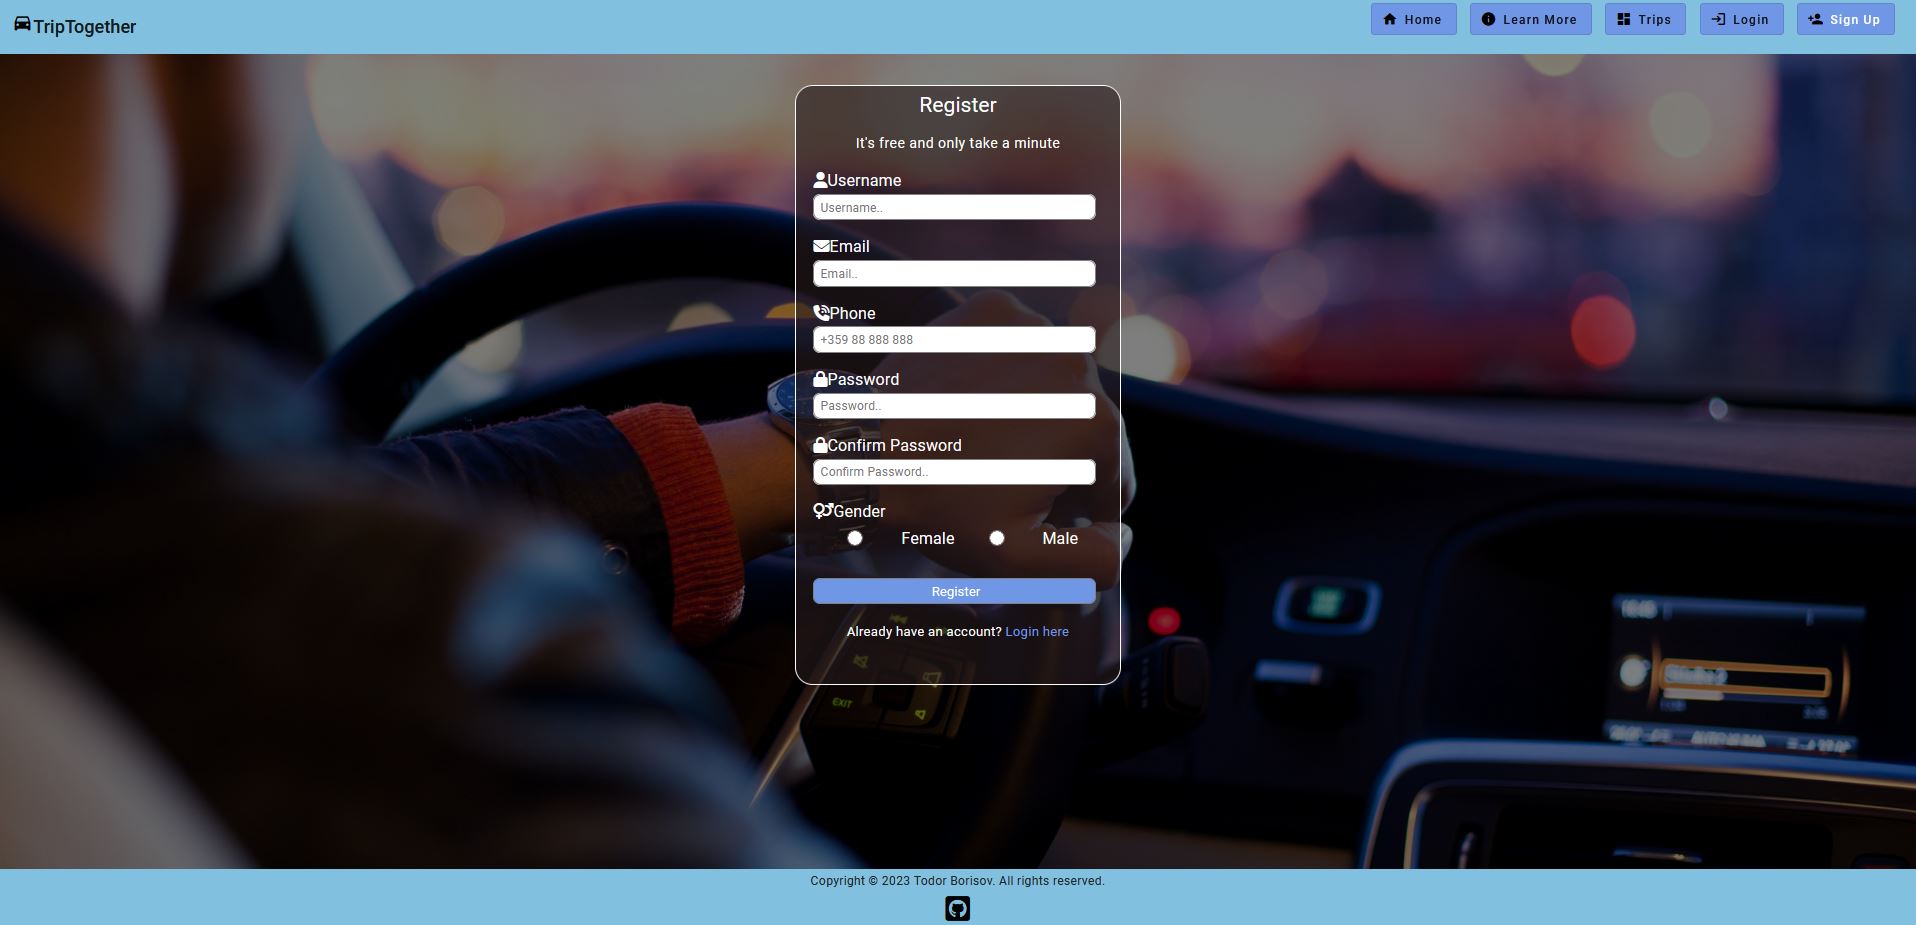 TripTogether
Home
Learn More
Trips
Login
Sign Up
Register
It's free and only take a minute
Username
Username..
Email
Email..
Phone
+359 88 888 888
Password
Password..
Confirm Password
Confirm Password..
Gender
Female
Male
Register
Already have an account? Login here
EXIT
Copyright © 2023 Todor Borisov. All rights reserved.